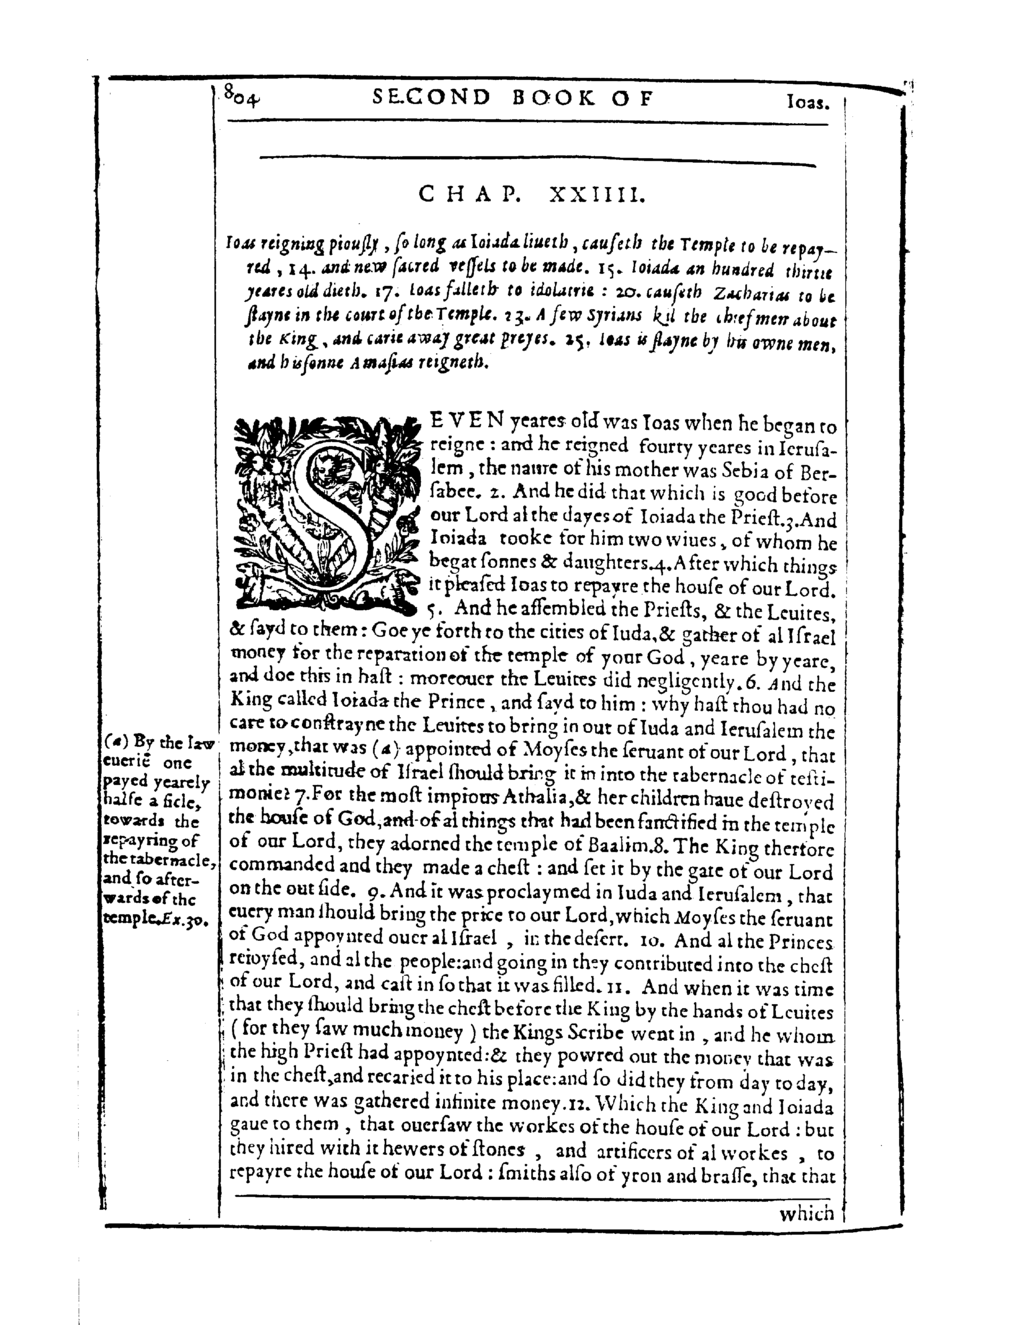 804 SECOND BOOK OF Ioas.
CHAP. XXIIII.
Ioas reigning piouſly, ſo long as Ioiada liueth, cauſeth the Temple to be repay-
red, 14. and new ſacred veſſels to be made. 15. Ioiada an hundred thirtie
yeares old dieth. 17. Ioas falleth to idolatrie : 20. cauſeth Zacharias to be
ſlayne in the court of the Temple. 23. A few Syrians kil the chief men about
the King, and carie away great preyes. 25. Ioas is ſlayne by his owne men,
and his ſonne Amaſias reigneth.
SEVEN yeares old was Ioas when he began to
reigne : and he reigned fourty yeares in Ieruſa-
lem, the name of his mother was Sebia of Ber-
ſabee. 2. And he did that which is good before
our Lord al the dayes of Ioiada the Prieſt. 3. And
Ioiada tooke for him two wiues, of whom he
begat ſonnes & daughters. 4. After which things
it pleaſed Ioas to repayre the houſe of our Lord.
5. And he aſſembled the Prieſts, & the Leuites,
& ſayd to them : Goe ye forth to the cities of Iuda, & gather of al Iſrael
money for the reparation of the temple of your God, yeare by yeare,
and doe this in haſt : moreouer the Leuites did negligently. 6. And the
King called Ioiada the Prince, and ſayd to him : why haſt thou had no
care to conſtrayne the Leuites to bring in out of Iuda and Ieruſalem the
money, that was (a) appointed of Moyſes the ſeruant of our Lord, that
al the multitude of Iſrael ſhould bring it in into the tabernacle of teſti-
monie? 7. For the moſt impious Athalia, & her children haue deſtroyed
the houſe of God, and of al things that had been ſanctified in the temple
of our Lord, they adorned the temple of Baalim. 8. The King therfore
commanded and they made a cheſt : and ſet it by the gate of our Lord
on the out ſide. 9. And it was proclaymed in Iuda and Ieruſalem, that
euery man ſhould bring the price to our Lord, which Moyſes the ſeruant
of God appoynted ouer al Iſrael, in the deſert. 10. And al the Princes
reioyſed, and al the people: and going in they contributed into the cheſt
of our Lord, and caſt in ſo that it was filled. 11. And when it was time
that they ſhould bring the cheſt before the King by the hands of Leuites
(for they ſaw much money) the Kings Scribe went in, and he whom
the high Prieſt had appoynted: & they powred out the money that was
in the cheſt, and recaried it to his place: and ſo did they from day to day,
and there was gathered infinite money. 12. Which the King and Ioiada
gaue to them, that ouerſaw the workes of the houſe of our Lord : but
they hired with it hewers of ſtones, and artificers of al workes, to
repayre the houſe of our Lord : ſmiths alſo of yron and braſſe, that that
which
(a) By the law
euerië one
payed yearely
halfe a ſicle,
towards the
repayring of
the tabernacle,
and ſo after-
wards of the
temple. Ex. 30.